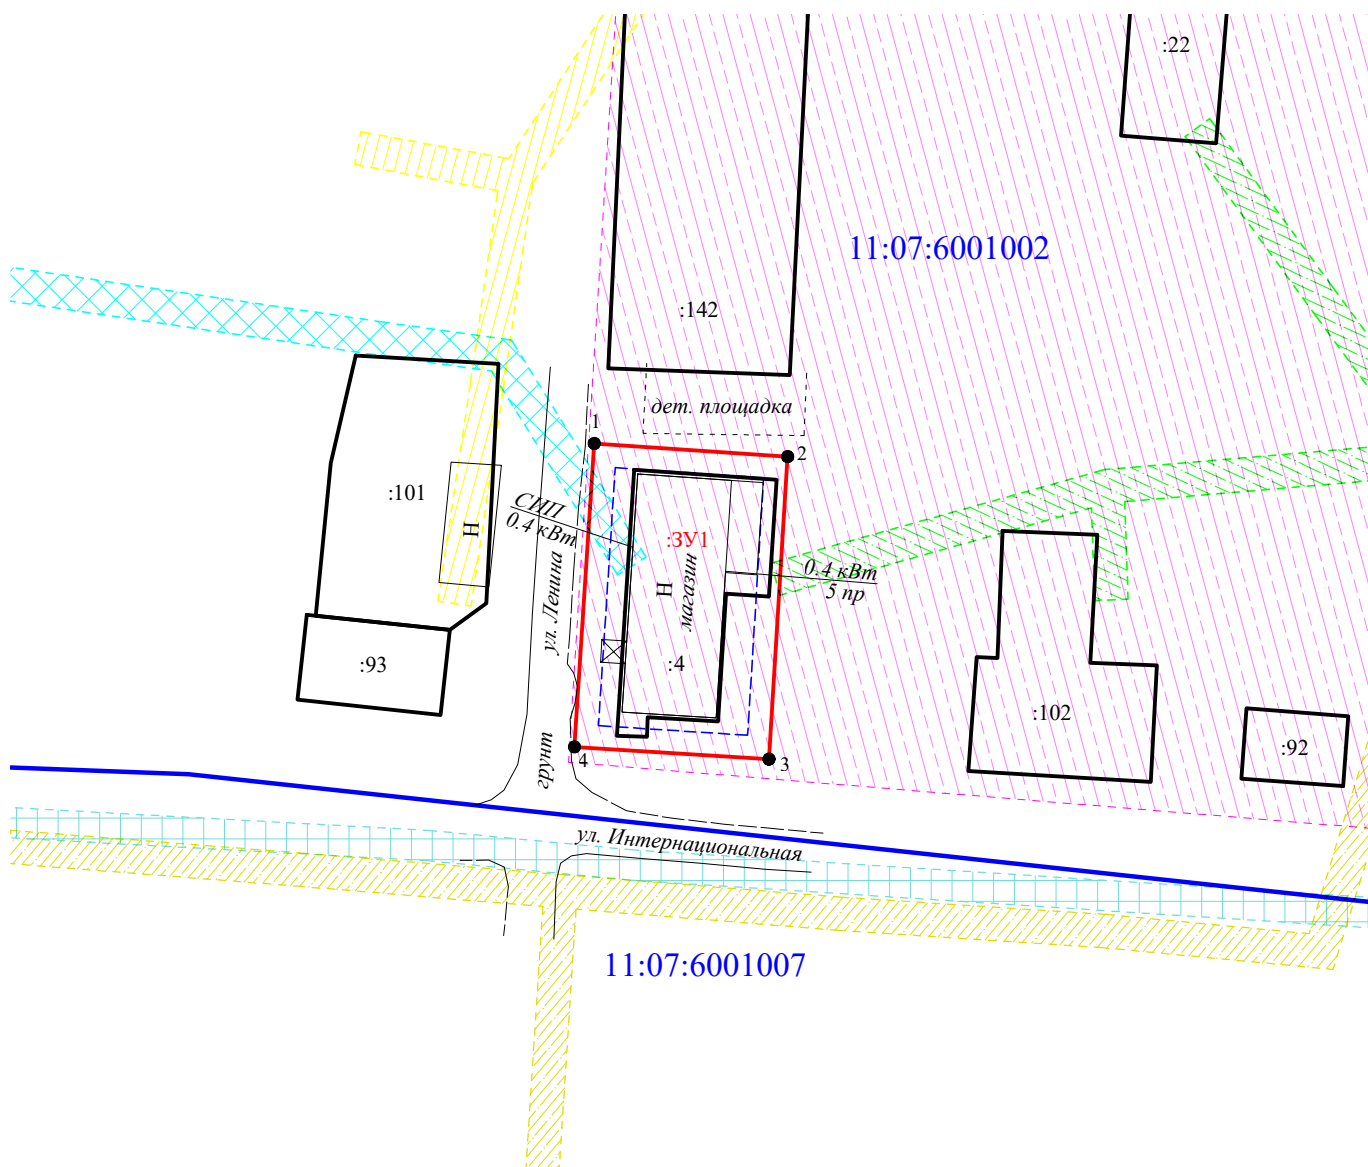 :22
11:07:6001002
:142
дет. площадка
1
2
:101
СИП
0.4 кВт
:ЗУ1
Н
ул. Ленина
Н
магазин
0.4 кВт
5 пр
:93
:4
:102
:92
грунт
4
3
ул. Интернациональная
11:07:6001007